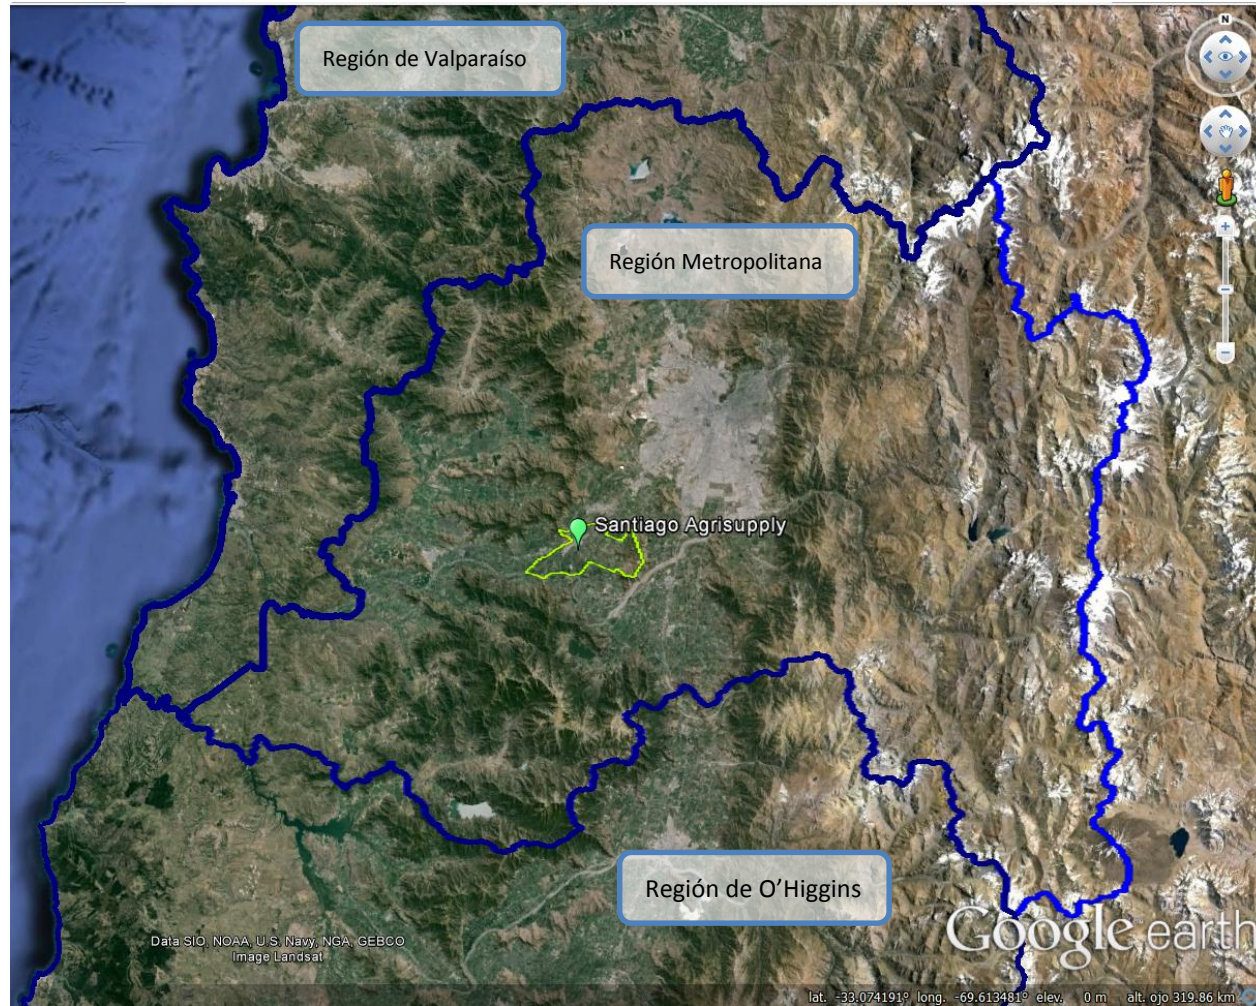 Región de Valparaíso
N
Región Metropolitana
Santiago Agrisupply
Región de O’Higgins
Data SIO, NOAA, U.S. Navy, NGA, GEBCO
Image Landsat
Google earth
lat. -33.074191° long. -69.613481° elev. 0 m alt. ojo 319.86 km